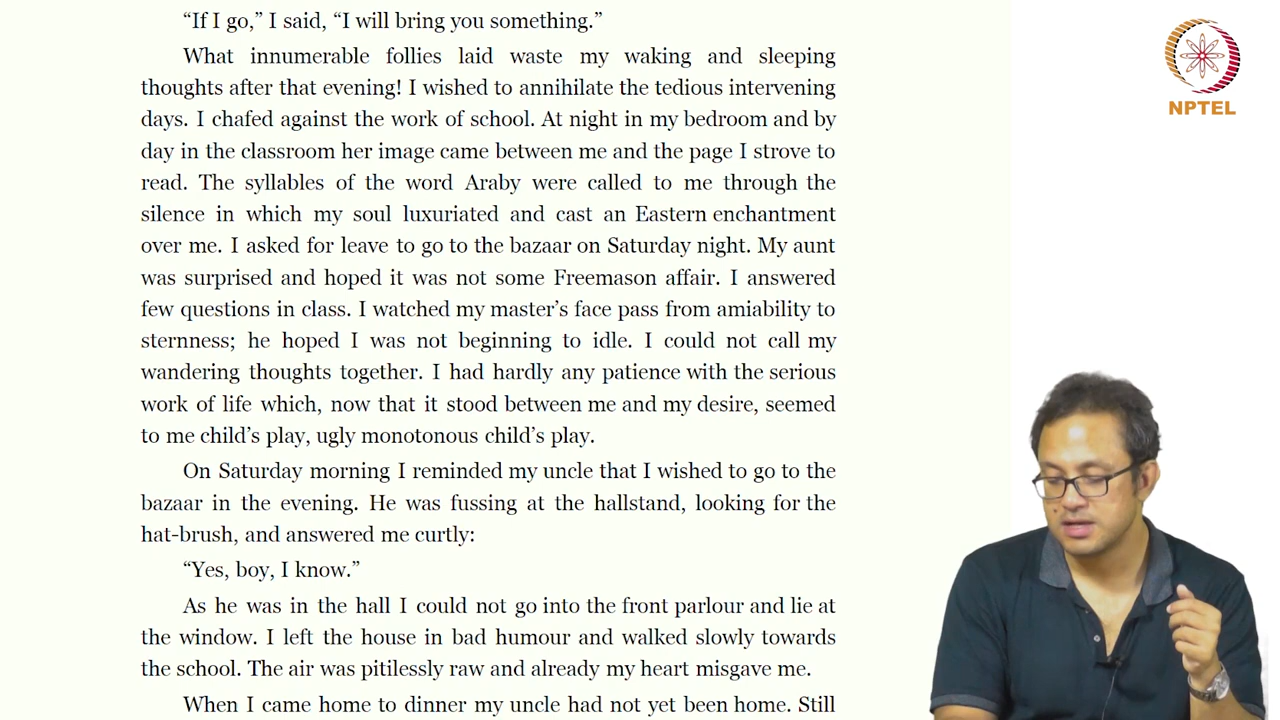 “If I go,” I said, “I will bring you something.”
What innumerable follies laid waste my waking and sleeping
thoughts after that evening! I wished to annihilate the tedious intervening
days. I chafed against the work of school. At night in my bedroom and by
day in the classroom her image came between me and the page I strove to
read. The syllables of the word Araby were called to me through the
silence in which my soul luxuriated and cast an Eastern enchantment
over me. I asked for leave to go to the bazaar on Saturday night. My aunt
was surprised and hoped it was not some Freemason affair. I answered
few questions in class. I watched my master’s face pass from amiability to
sternness; he hoped I was not beginning to idle. I could not call my
wandering thoughts together. I had hardly any patience with the serious
work of life which, now that it stood between me and my desire, seemed
to me child’s play, ugly monotonous child’s play.
On Saturday morning I reminded my uncle that I wished to go to the
bazaar in the evening. He was fussing at the hallstand, looking for the
hat-brush, and answered me curtly:
“Yes, boy, I know.”
As he was in the hall I could not go into the front parlour and lie at
the window. I left the house in bad humour and walked slowly towards
the school. The air was pitilessly raw and already my heart misgave me.
When I came home to dinner my uncle had not yet been home. Still
NPTEL